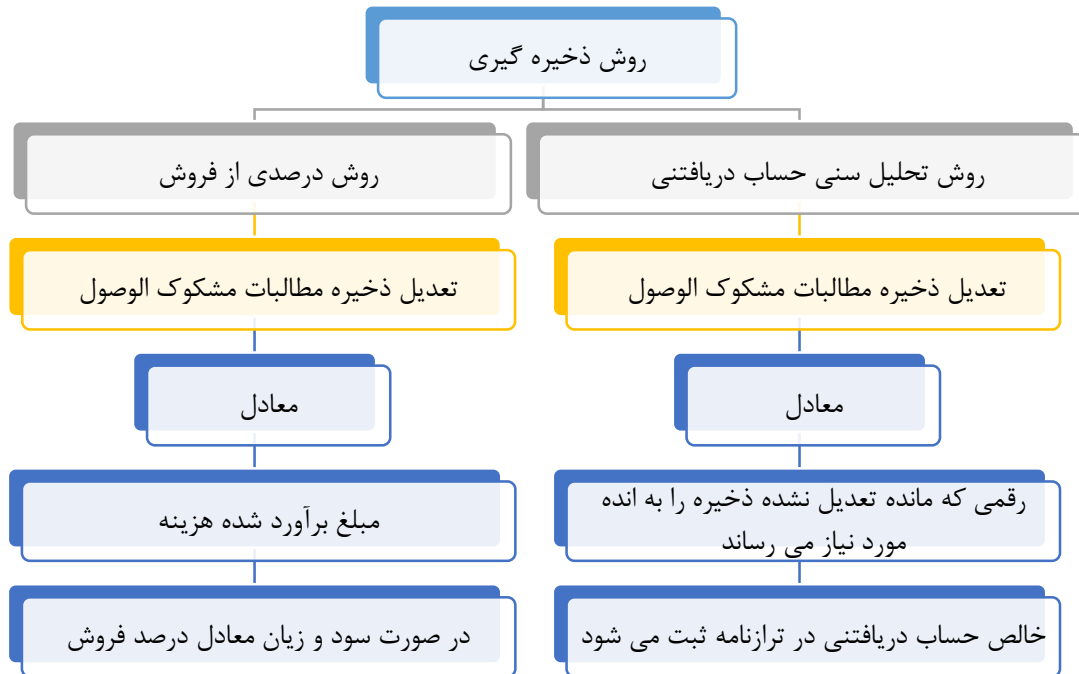 روش ذخیره گیری
روش تحلیل سنی حساب دریافتنی
روش درصدی از فروش
تعدیل ذخیره مطالبات مشکوک الوصول
تعدیل ذخیره مطالبات مشکوک الوصول
معادل
معادل
رقمی که مانده تعدیل نشده ذخیره را به انده
مورد نیاز می رساند
مبلغ برآورد شده هزینه
خالص حساب دریافتنی در ترازنامه ثبت می شود
در صورت سود و زیان معادل درصد فروش